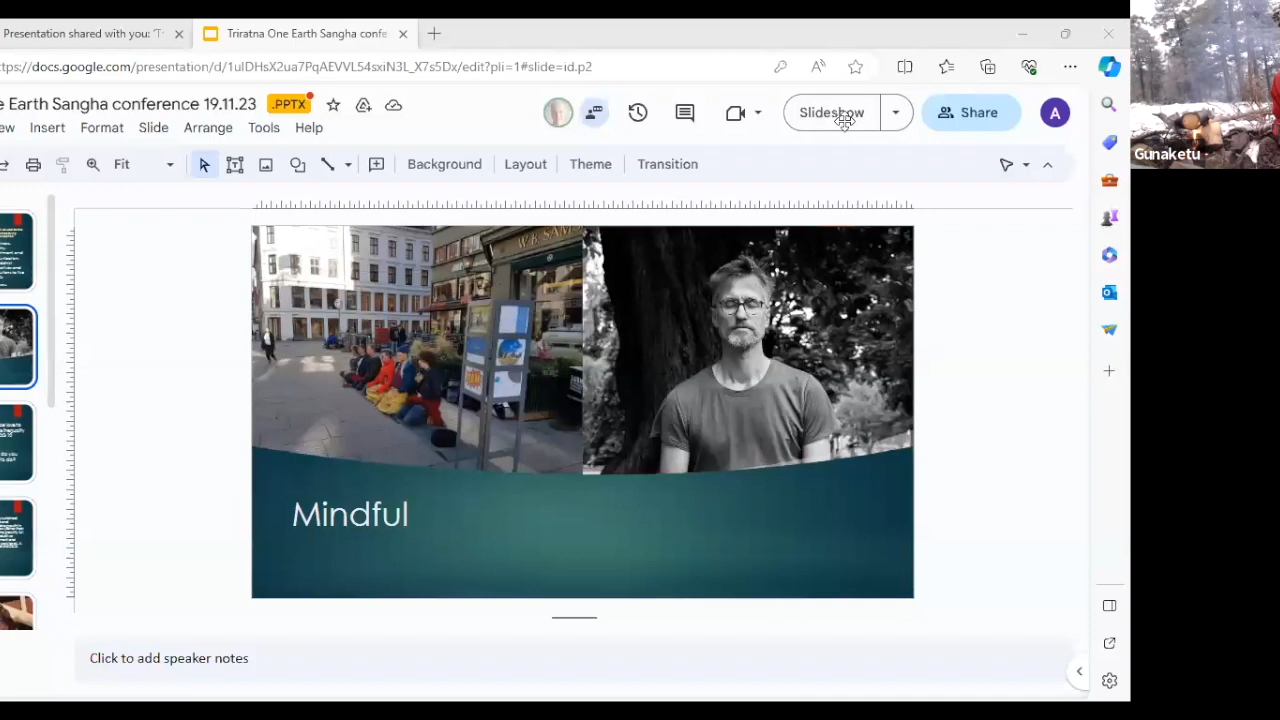 Presentation shared with you: 'T
Triratna One Earth Sangha confe
ttps://docs.google.com/presentation/d/1ulDHsX2ua7PqAEVVL54sxiN3L_X7s5Dx/edit?pli=1#slide=id.p2
e Earth Sangha conference 19.11.23
.PPTX
Slideshow
Share
A
ew Insert Format Slide Arrange Tools Help
Fit
Background Layout Theme Transition
Gunaketu
Mindful
Click to add speaker notes